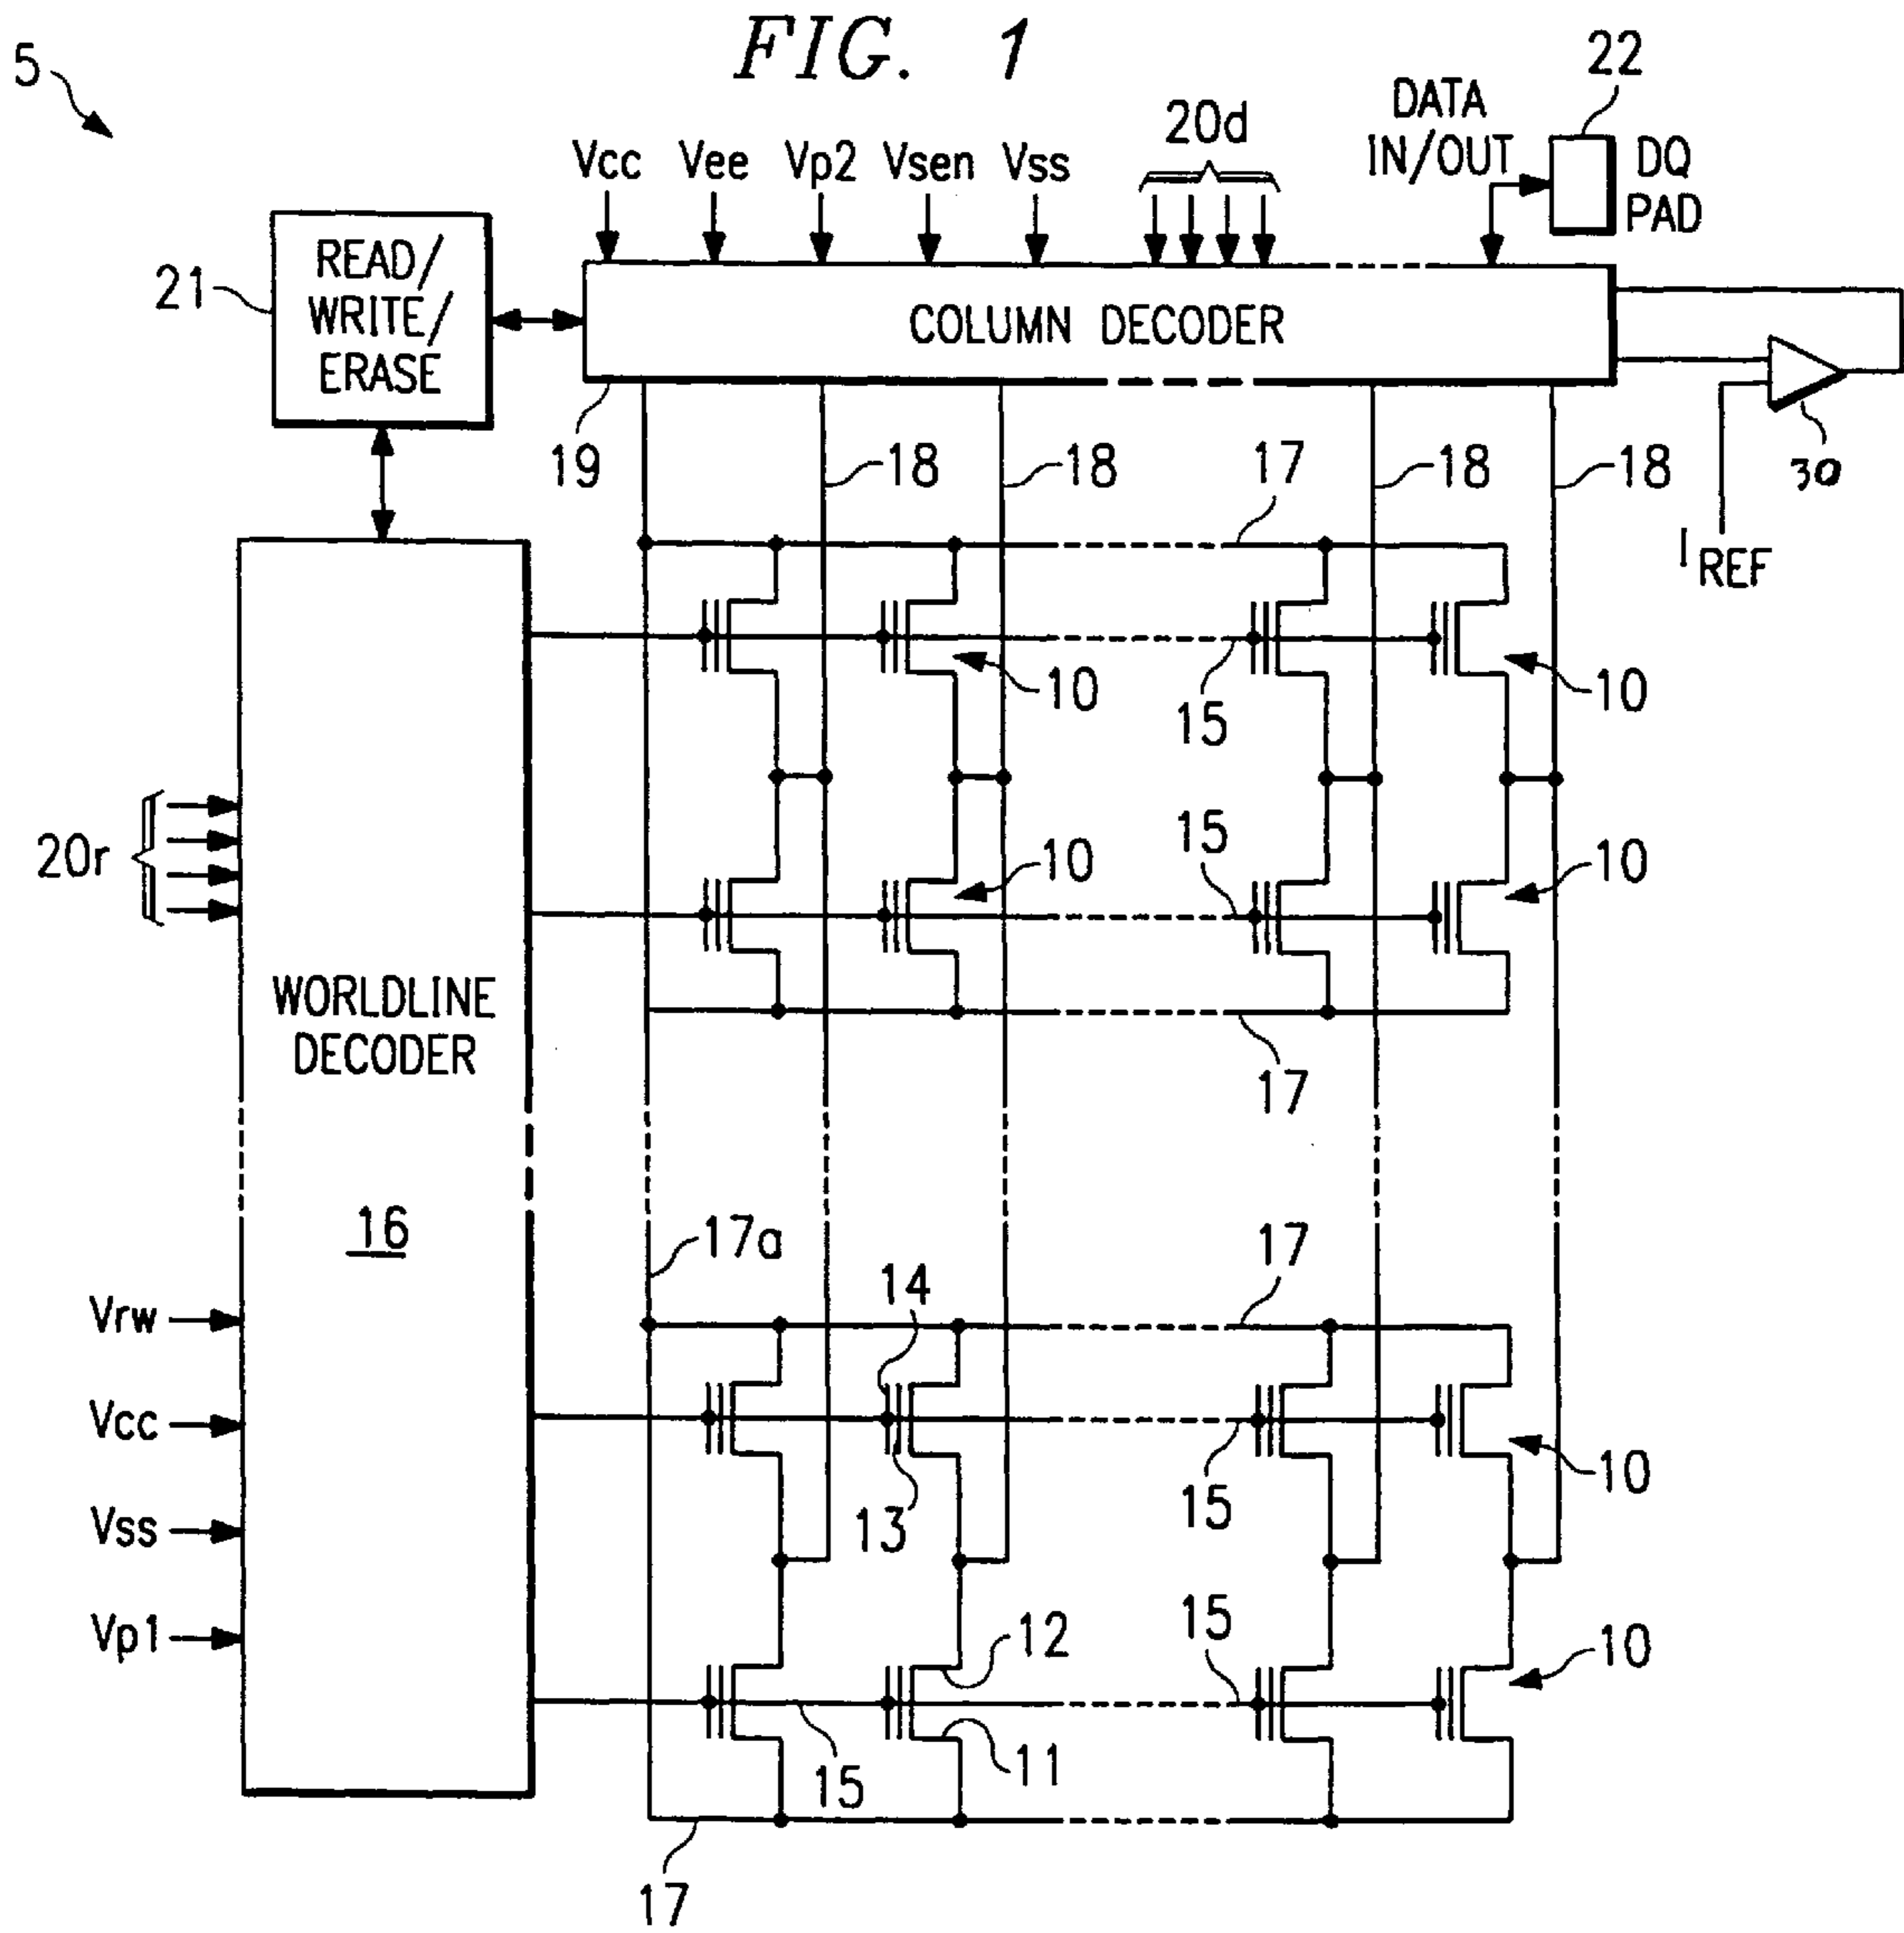 FIG. 1
5
22
DATA
IN/OUT
DQ
PAD
20d
Vcc Vee Vp2 Vsen Vss
READ/
WRITE/
ERASE
21
COLUMN DECODER
19
18
18
18
18
30
I REF
17
10
15
10
20r
10
15
10
WORLDLINE
DECODER
16
17
17a
17
14
Vrw
Vcc
13
15
10
Vss
Vp1
12
15
10
11
15
17